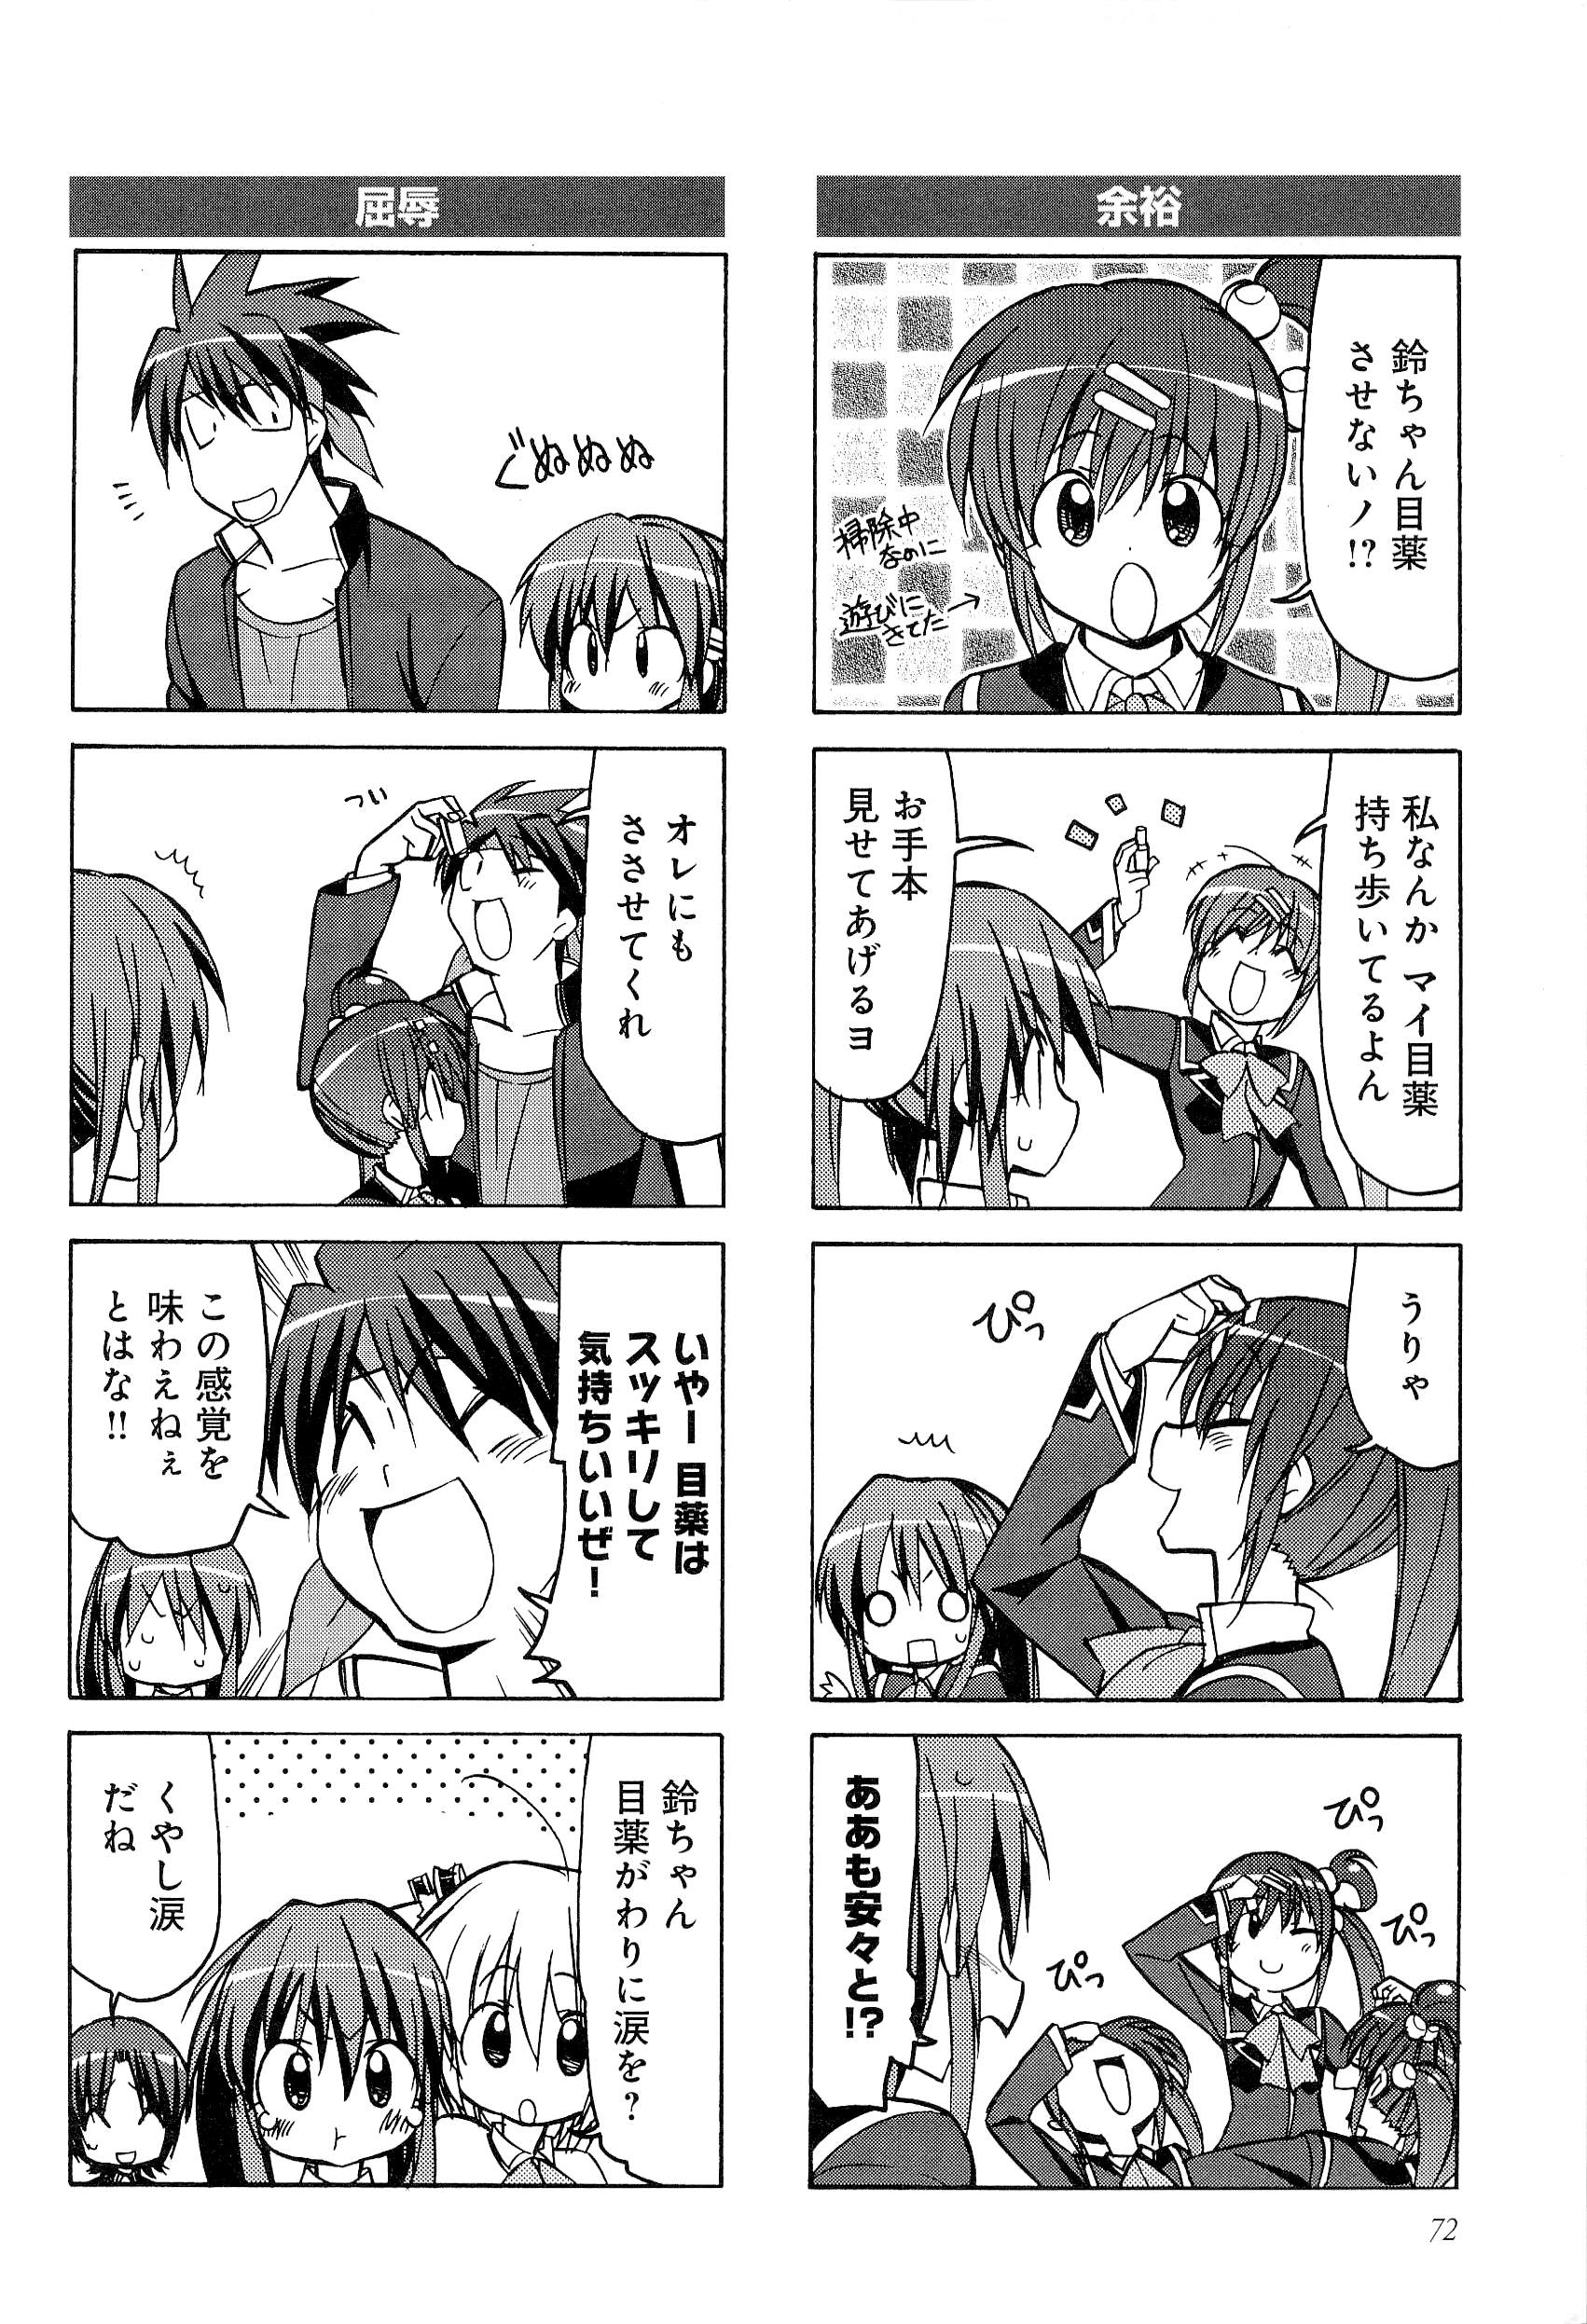 余裕
鈴ちゃん目薬
させないノ!?
掃除中
なのに
遊びに
きてた→
私なんか マイ目薬
持ち歩いてるよん
お手本
見せてあげるヨ
うりゃ
ぴっ
ぴっ
ぴっ
ぴっ
ああも安々と!?
屈辱
ぐぬぬぬ
オレにも
ささせてくれ
つい
いやー 目薬は
スッキリして
気持ちいいぜ!
この感覚を
味わえねぇ
とはな!!
鈴ちゃん
目薬がわりに涙を?
くやし涙
だね
72